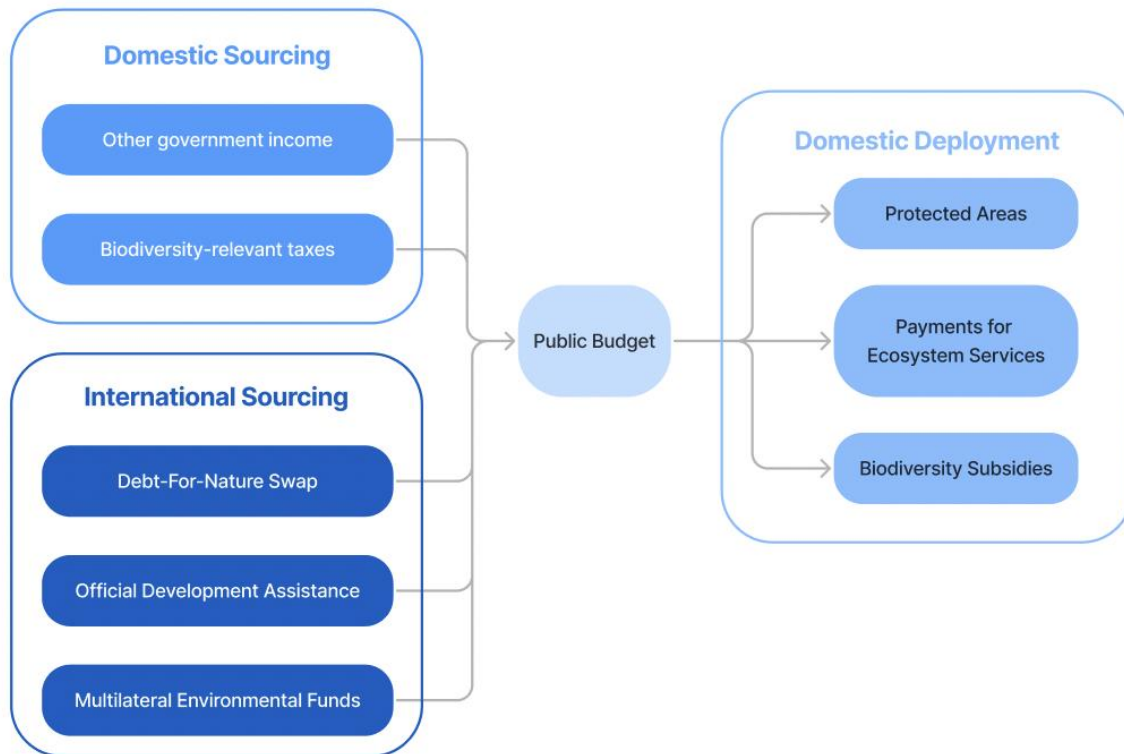 Domestic Sourcing
Other government income
Biodiversity-relevant taxes
International Sourcing
Debt-For-Nature Swap
Official Development Assistance
Multilateral Environmental Funds
Public Budget
Domestic Deployment
Protected Areas
Payments for
Ecosystem Services
Biodiversity Subsidies